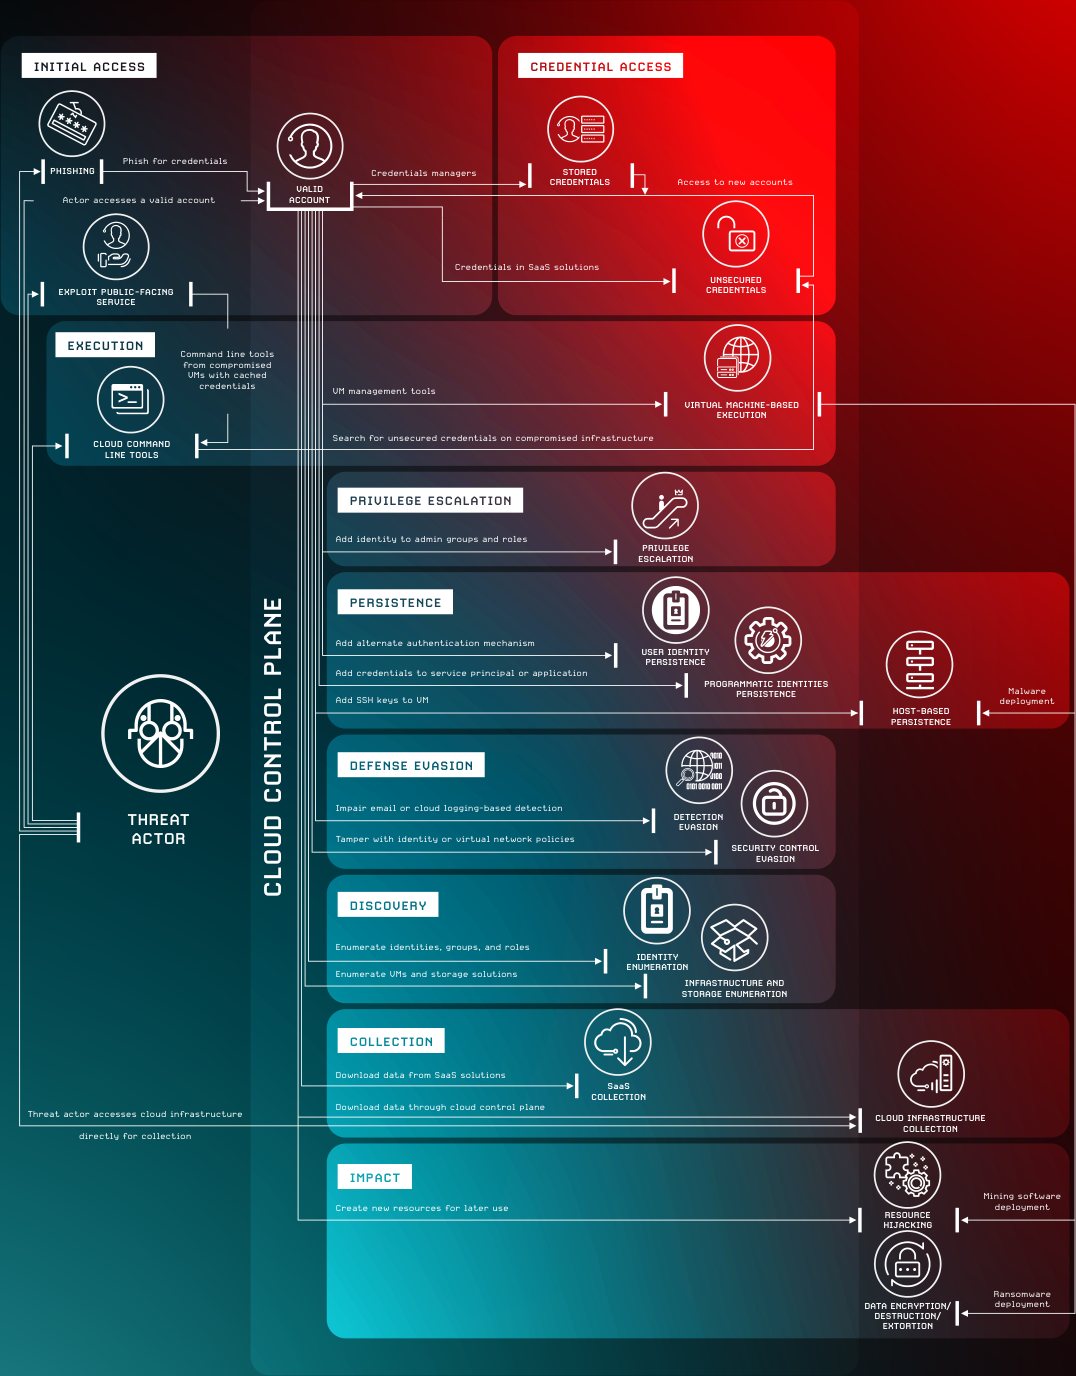 INITIAL ACCESS
CREDENTIAL ACCESS
Phish for credentials
PHISHING
Actor accesses a valid account
VALID
ACCOUNT
Credentials managers
STORED
CREDENTIALS
Access to new accounts
EXPLOIT PUBLIC-FACING
SERVICE
Credentials in SaaS solutions
UNSECURED
CREDENTIALS
EXECUTION
Command line tools
from compromised
VMs with cached
credentials
CLOUD COMMAND
LINE TOOLS
VM management tools
VIRTUAL MACHINE-BASED
EXECUTION
Search for unsecured credentials on compromised infrastructure
PRIVILEGE ESCALATION
Add identity to admin groups and roles
PRIVILEGE
ESCALATION
PERSISTENCE
Add alternate authentication mechanism
USER IDENTITY
PERSISTENCE
Add credentials to service principal or application
PROGRAMMATIC IDENTITIES
PERSISTENCE
Add SSH keys to VM
HOST-BASED
PERSISTENCE
Malware
deployment
CLOUD CONTROL PLANE
THREAT
ACTOR
DEFENSE EVASION
1010
1011
0100
0101 0010 0011
Impair email or cloud logging-based detection
DETECTION
EVASION
Tamper with identity or virtual network policies
SECURITY CONTROL
EVASION
DISCOVERY
Enumerate identities, groups, and roles
IDENTITY
ENUMERATION
Enumerate VMs and storage solutions
INFRASTRUCTURE AND
STORAGE ENUMERATION
COLLECTION
Download data from SaaS solutions
SaaS
COLLECTION
Download data through cloud control plane
Threat actor accesses cloud infrastructure
directly for collection
CLOUD INFRASTRUCTURE
COLLECTION
IMPACT
Create new resources for later use
RESOURCE
HIJACKING
Mining software
deployment
DATA ENCRYPTION/
DESTRUCTION/
EXTORTION
Ransomware
deployment